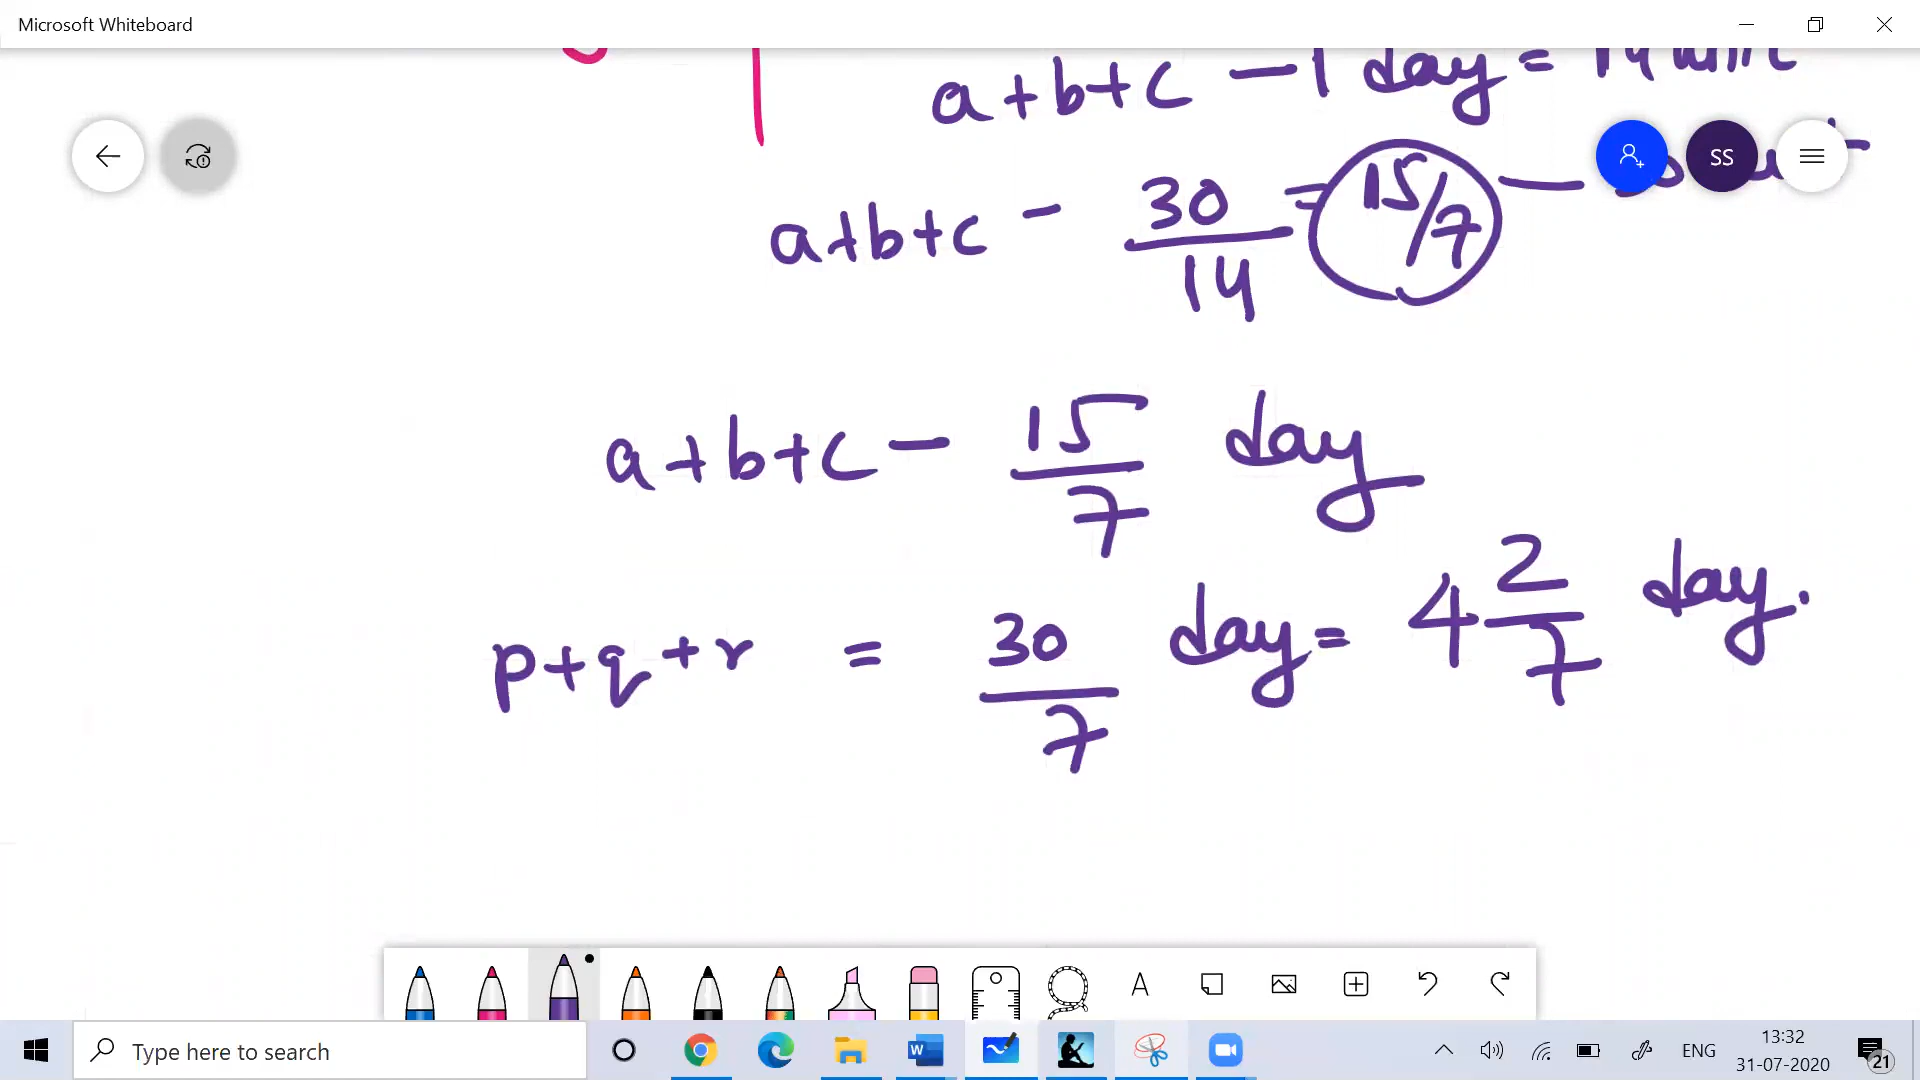 Microsoft Whiteboard
a+b+c – 1 day = 14
a+b+c – 30/14 = 15/7 —
SS
a+b+c – 15/7 day
p+q+r = 30/7 day = 4 2/7 day.
A
Type here to search
ENG
13:32
31-07-2020
21